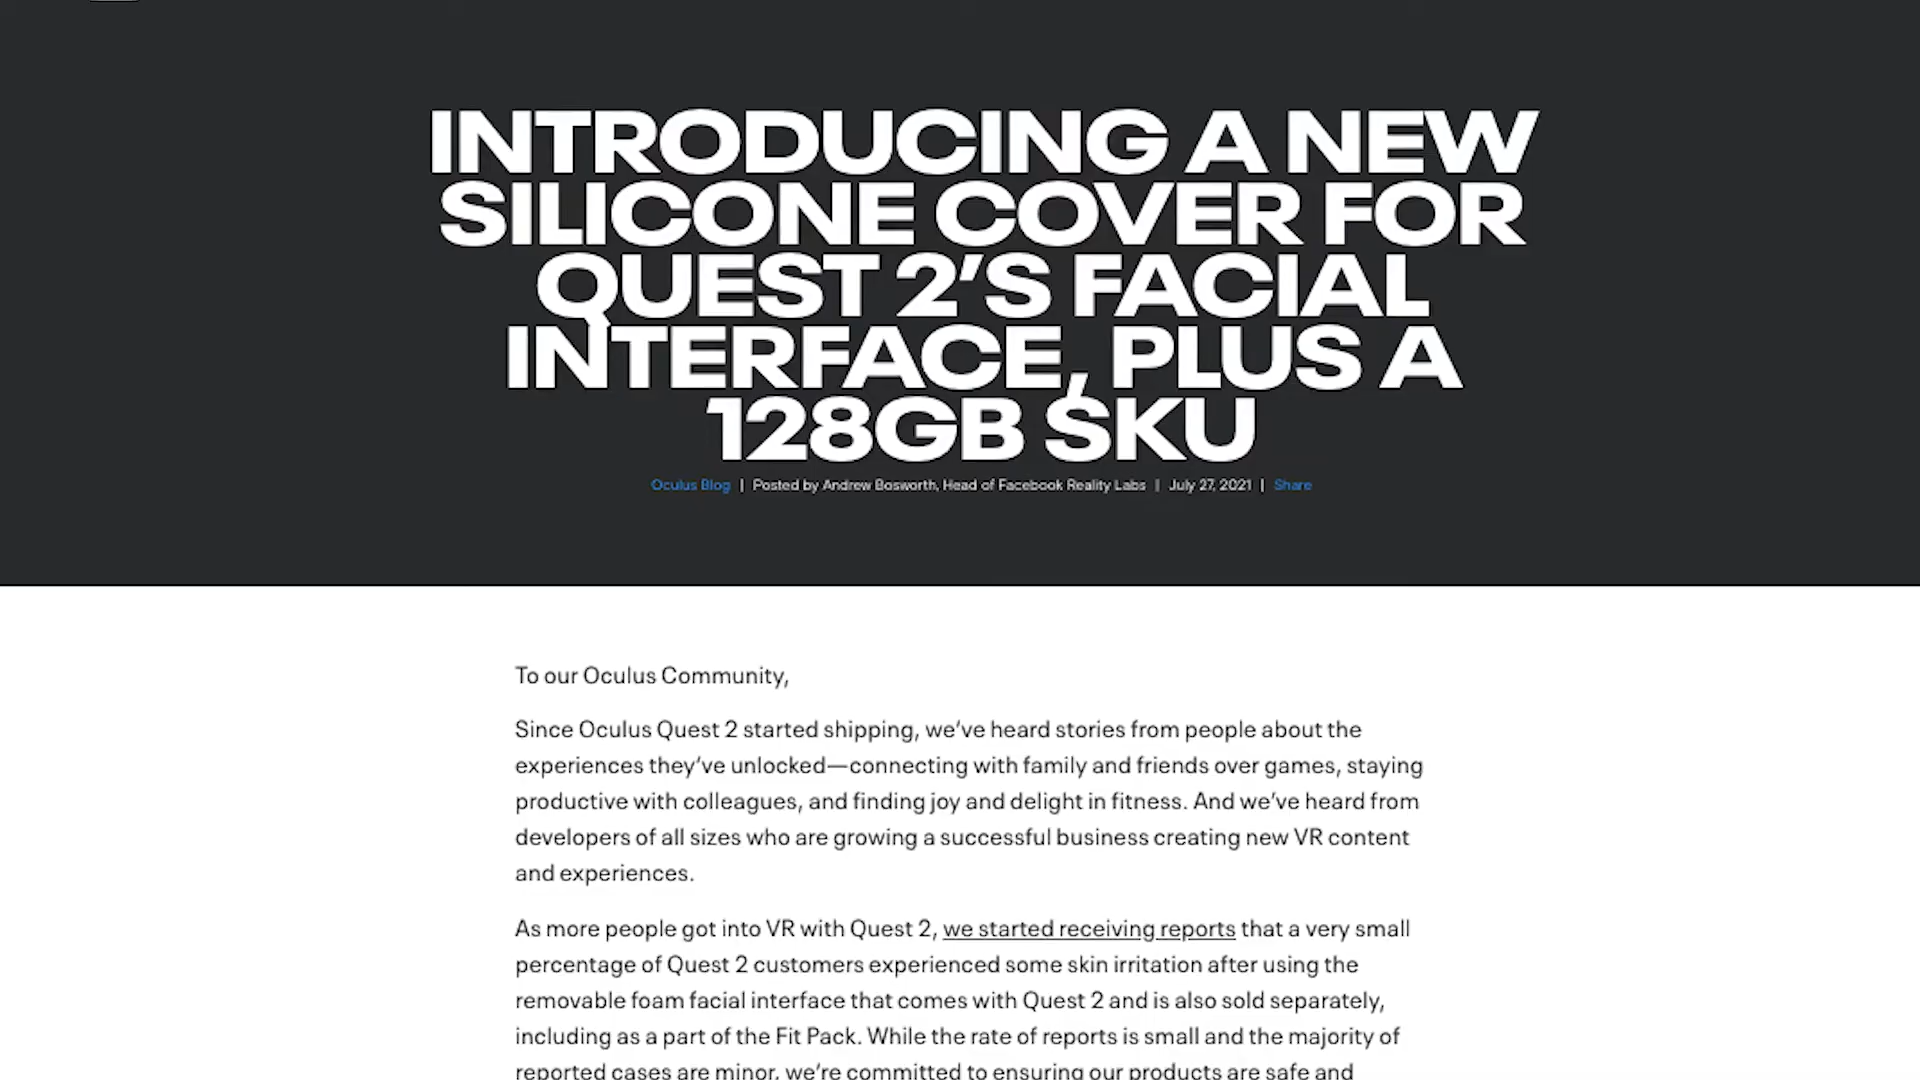 INTRODUCING A NEW
SILICONE COVER FOR
QUEST 2’S FACIAL
INTERFACE, PLUS A
128GB SKU
Oculus Blog | Posted by Andrew Bosworth, Head of Facebook Reality Labs | July 27, 2021 | Share
To our Oculus Community,
Since Oculus Quest 2 started shipping, we’ve heard stories from people about the
experiences they’ve unlocked—connecting with family and friends over games, staying
productive with colleagues, and finding joy and delight in fitness. And we’ve heard from
developers of all sizes who are growing a successful business creating new VR content
and experiences.
As more people got into VR with Quest 2, we started receiving reports that a very small
percentage of Quest 2 customers experienced some skin irritation after using the
removable foam facial interface that comes with Quest 2 and is also sold separately,
including as a part of the Fit Pack. While the rate of reports is small and the majority of
reported cases are minor, we’re committed to ensuring our products are safe and